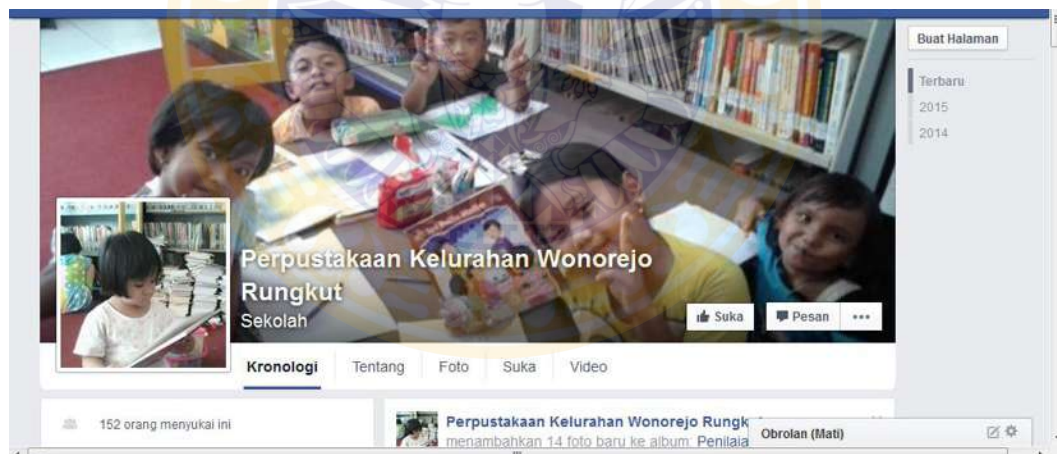 Buat Halaman
Terbaru
2015
2014
Perpustakaan Kelurahan Wonorejo
Rungkut
Sekolah
Suka
Pesan
Kronologi Tentang Foto Suka Video
152 orang menyukai ini
Perpustakaan Kelurahan Wonorejo
menambahkan 14 foto baru ke album:
Obrolan (Mati)